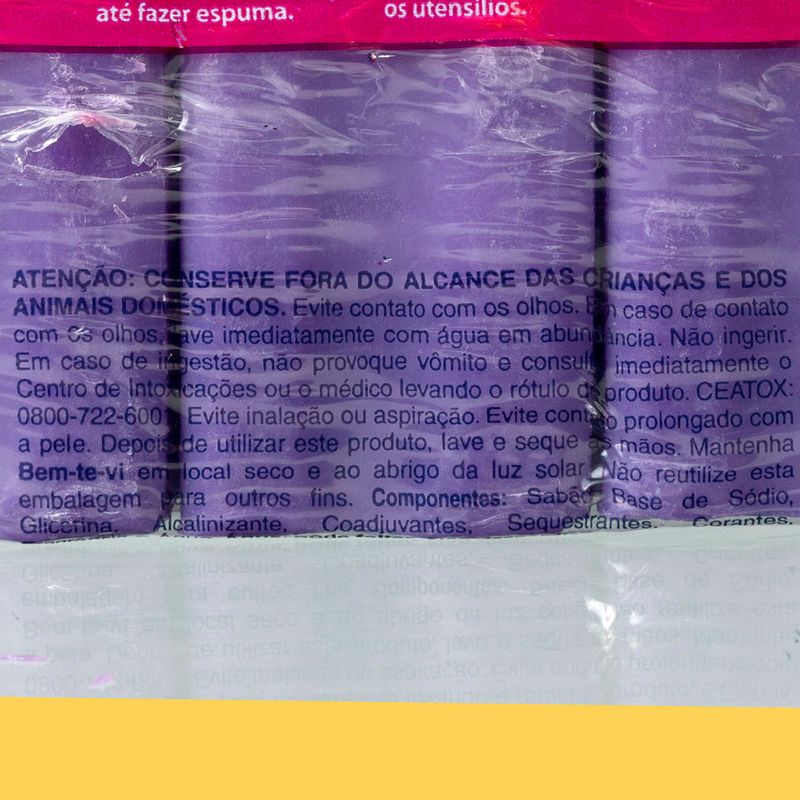 até fazer espuma.
os utensílios.
ATENÇÃO: CONSERVE FORA DO ALCANCE DAS CRIANÇAS E DOS
ANIMAIS DOMÉSTICOS. Evite contato com os olhos. Em caso de contato
com os olhos, lave imediatamente com água em abundância. Não ingerir.
Em caso de ingestão, não provoque vômito e consulte imediatamente o
Centro de Intoxicações ou o médico levando o rótulo do produto. CEATOX:
0800-722-6001. Evite inalação ou aspiração. Evite contato prolongado com
a pele. Depois de utilizar este produto, lave e seque as mãos. Mantenha
Bem-te-vi em local seco e ao abrigo da luz solar. Não reutilize esta
embalagem para outros fins. Componentes: Sabão Base de Sódio,
Glicerina, Alcalinizante, Coadjuvantes, Sequestrantes, Corantes,